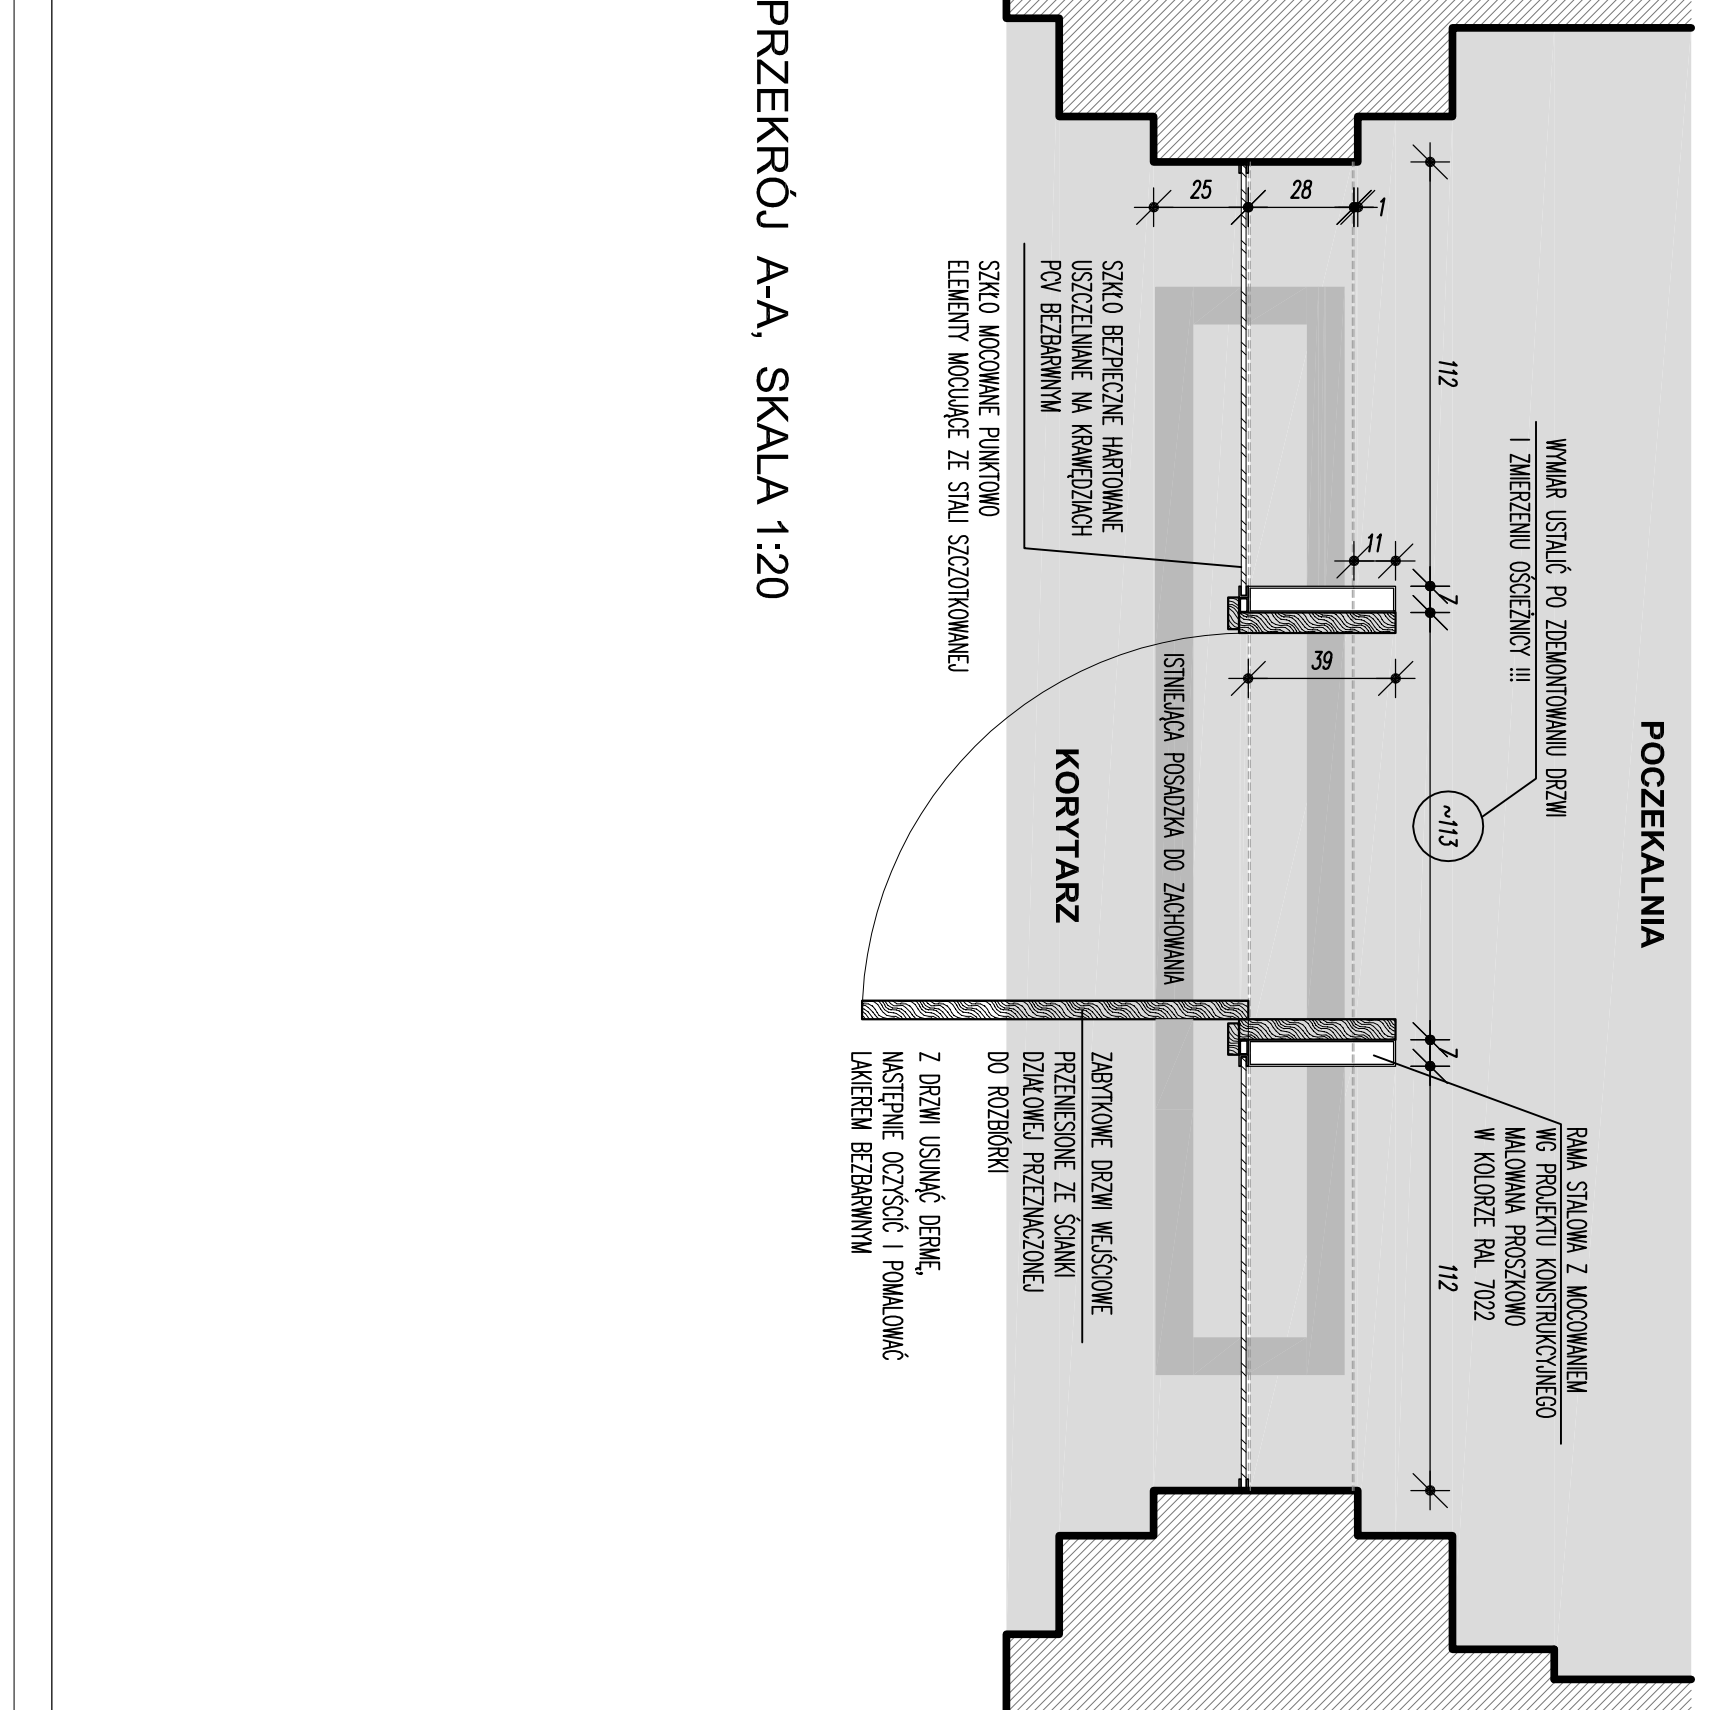 POCZEKALNIA
WYMIAR USTALIĆ PO ZDEMONTOWANIU DRZWI
I ZMIERZENIU OŚCIEŻNICY !!!
RAMA STALOWA Z MOCOWANIEM
WG PROJEKTU KONSTRUKCYJNEGO
MALOWANA PROSZKOWO
W KOLORZE RAL 7022
112
7
~113
7
112
1
28
25
11
39
SZKŁO BEZPIECZNE HARTOWANE
USZCZELNIANE NA KRAWĘDZIACH
PCV BEZBARWNYM
SZKŁO MOCOWANE PUNKTOWO
ELEMENTY MOCUJĄCE ZE STALI SZCZOTKOWANEJ
ISTNIEJĄCA POSADZKA DO ZACHOWANIA
KORYTARZ
ZABYTKOWE DRZWI WEJŚCIOWE
PRZENIESIONE ZE ŚCIANKI
DZIAŁOWEJ PRZEZNACZONEJ
DO ROZBIÓRKI
Z DRZWI USUNĄĆ DERMĘ,
NASTĘPNIE OCZYŚCIĆ I POMALOWAĆ
LAKIEREM BEZBARWNYM
PRZEKRÓJ A-A, SKALA 1:20